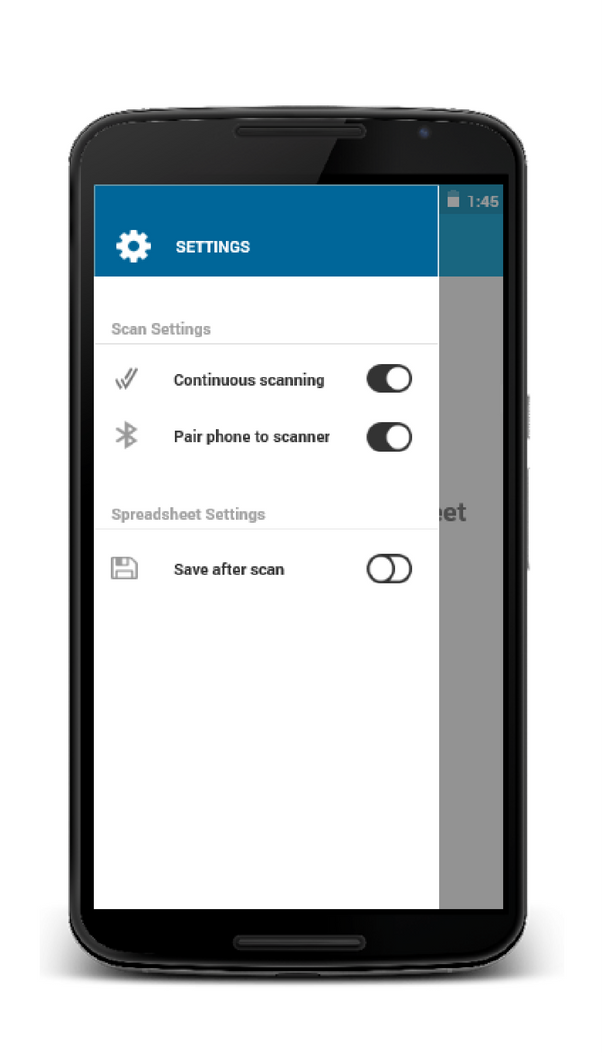 1:45
SETTINGS
Scan Settings
Continuous scanning
Pair phone to scanner
Spreadsheet Settings
eet
Save after scan